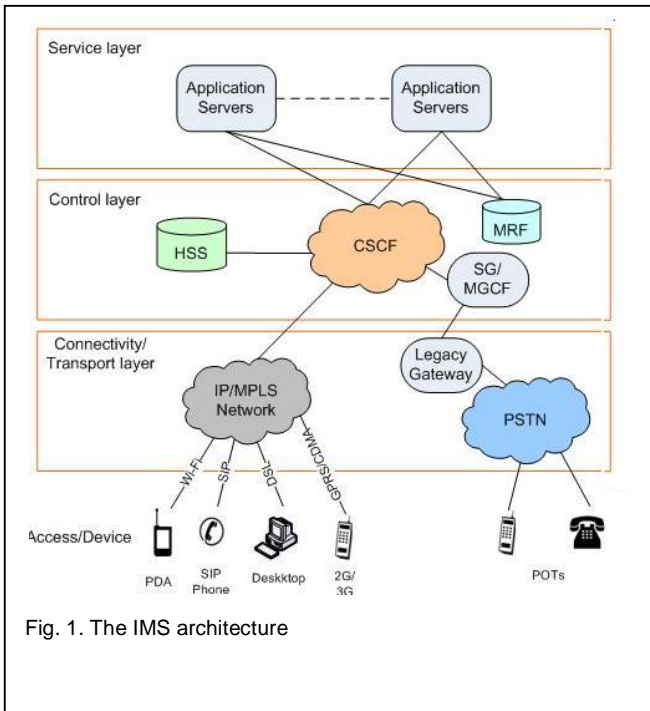 Service layer
Application
Servers
Application
Servers
Control layer
HSS
CSCF
MRF
SG/
MGCF
Connectivity/
Transport layer
IP/MPLS
Network
Legacy
Gateway
PSTN
Wi-Fi
SIP
DSL
GPRS/CDMA
Access/Device
PDA
SIP
Phone
Deskktop
2G/
3G
POTs
Fig. 1. The IMS architecture